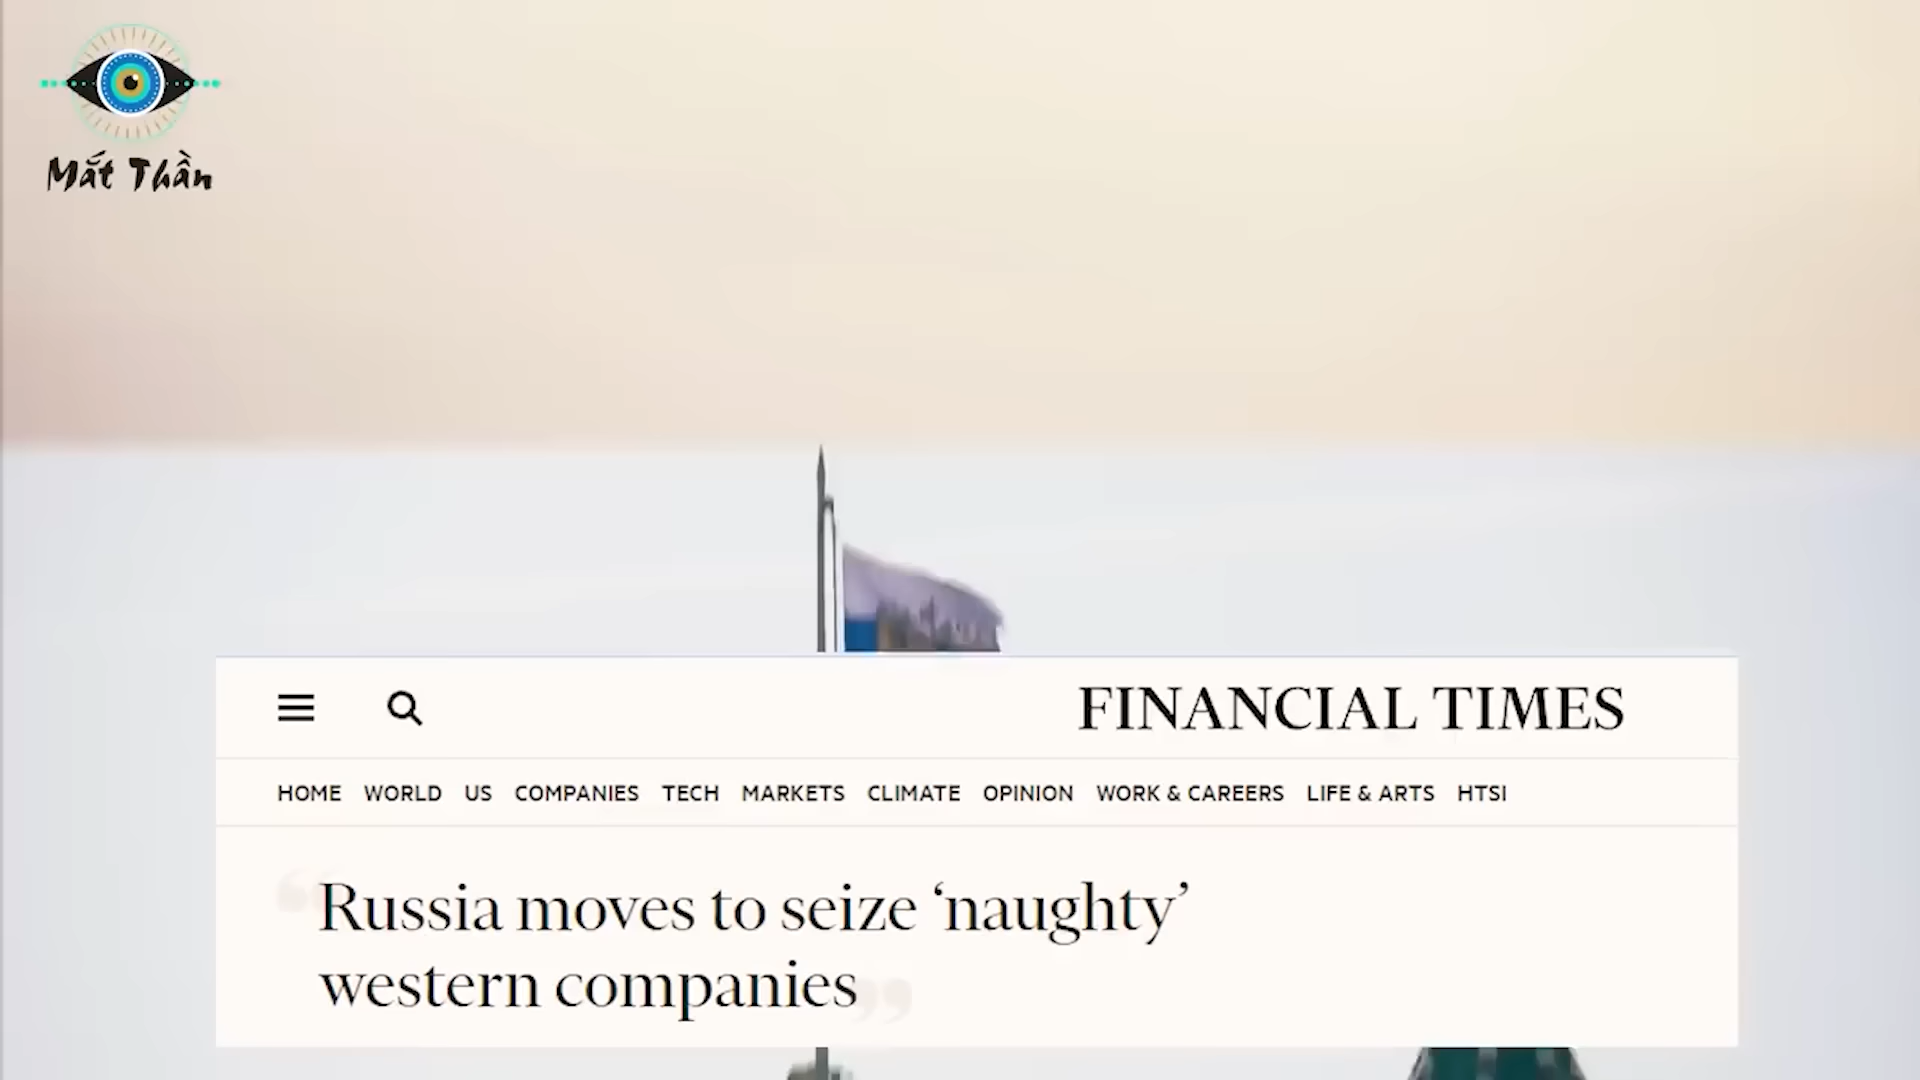 Mắt Thần
FINANCIAL TIMES
HOME WORLD US COMPANIES TECH MARKETS CLIMATE OPINION WORK & CAREERS LIFE & ARTS HTSI
“Russia moves to seize ‘naughty’
western companies”